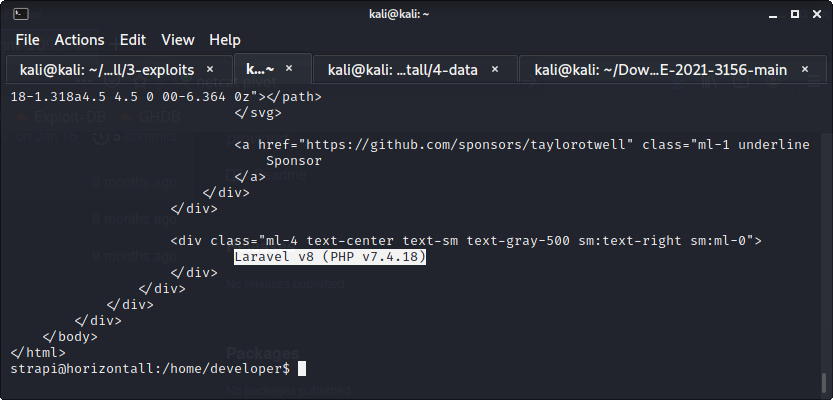 kali@kali: ~
File Actions Edit View Help
kali@kali: ~/...ll/3-exploits × k...~ × kali@kali: ~...tall/4-data × kali@kali: ~/Dow...E-2021-3156-main ×
18-1.318a4.5 4.5 0 00-6.364 0z"></path>
</svg>
Exploit-DB GHDB
<a href="https://github.com/sponsors/taylorotwell" class="ml-1 underline
Sponsor
</a>
</div>
</div>
<div class="ml-4 text-center text-sm text-gray-500 sm:text-right sm:ml-0">
Laravel v8 (PHP v7.4.18)
</div>
</div>
</div>
</div>
</body>
</html>
Packages
strapi@horizontall:/home/developer$